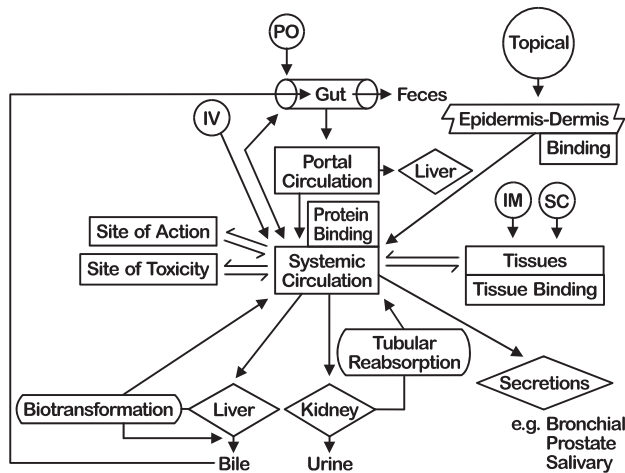 PO
Topical
Gut
Feces
IV
Epidermis-Dermis
Binding
Portal
Circulation
Liver
IM
SC
Protein
Binding
Site of Action
Site of Toxicity
Systemic
Circulation
Tissues
Tissue Binding
Tubular
Reabsorption
Secretions
Biotransformation
Liver
Kidney
e.g. Bronchial
Prostate
Salivary
Bile
Urine